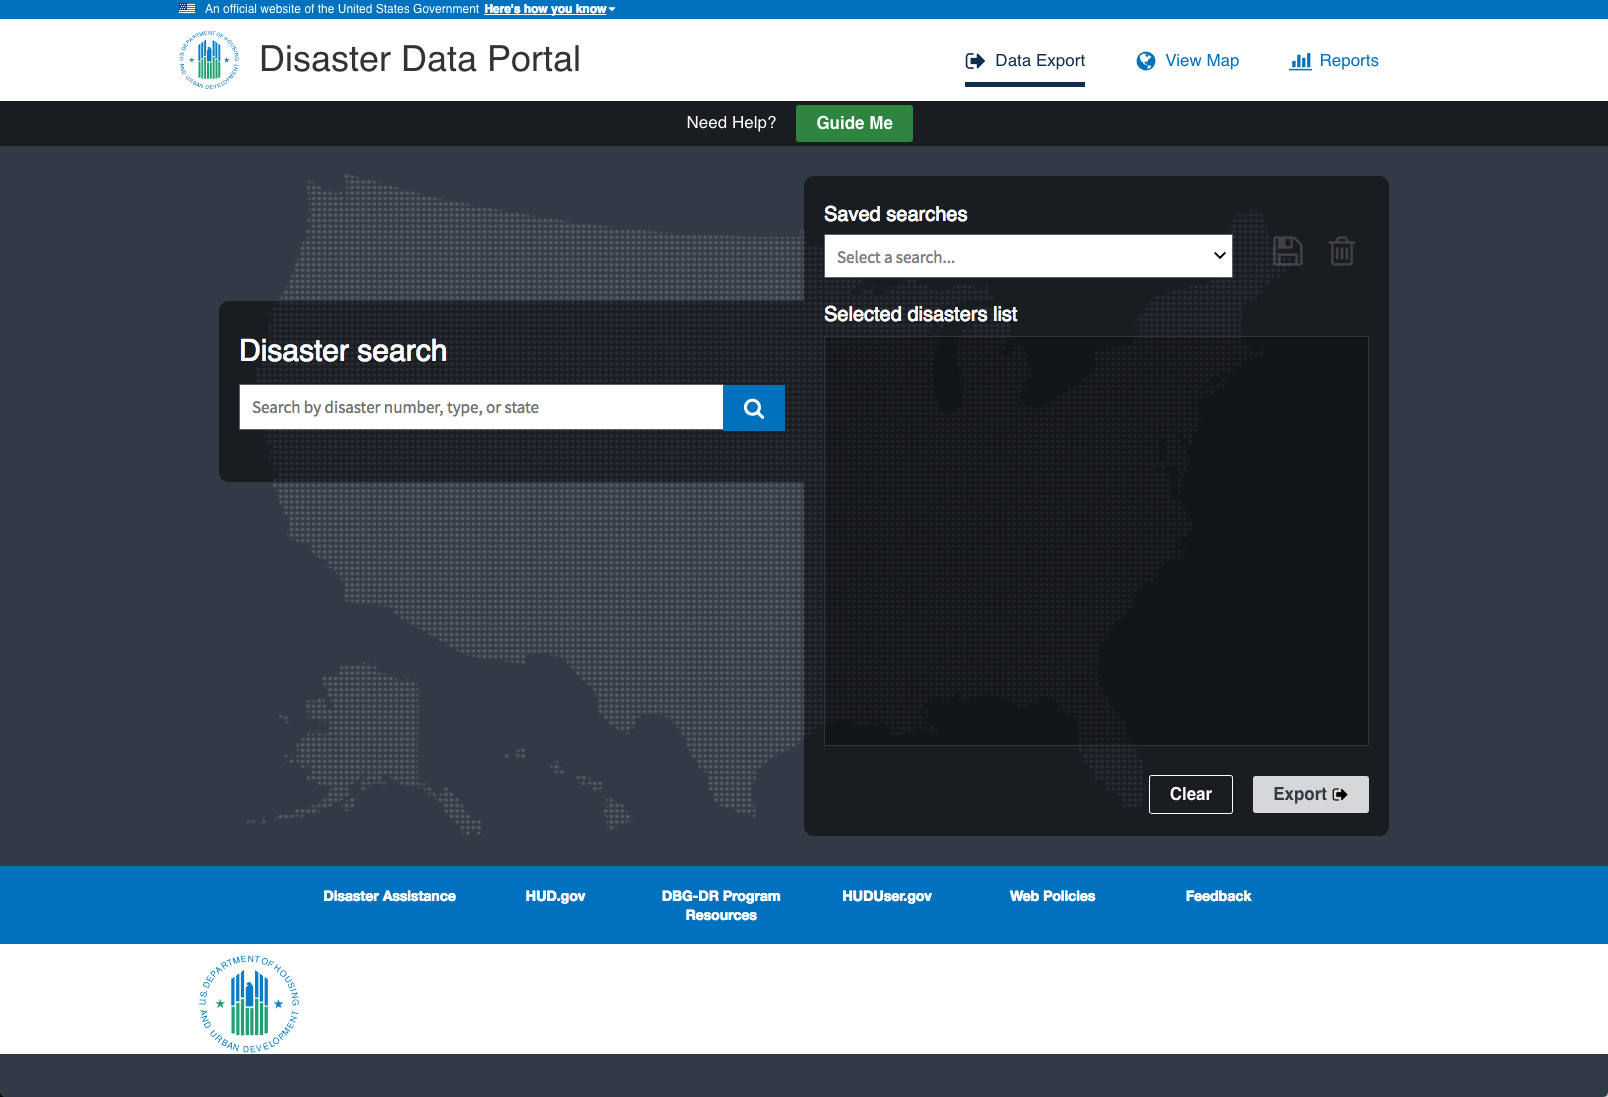 An official website of the United States Government Here's how you know
U.S. DEPARTMENT OF HOUSING AND URBAN DEVELOPMENT
Disaster Data Portal
Data Export
View Map
Reports
Need Help?
Guide Me
Saved searches
Select a search...
Selected disasters list
Disaster search
Search by disaster number, type, or state
Clear
Export
Disaster Assistance
HUD.gov
DBG-DR Program
Resources
HUDUser.gov
Web Policies
Feedback
U.S. DEPARTMENT OF HOUSING AND URBAN DEVELOPMENT